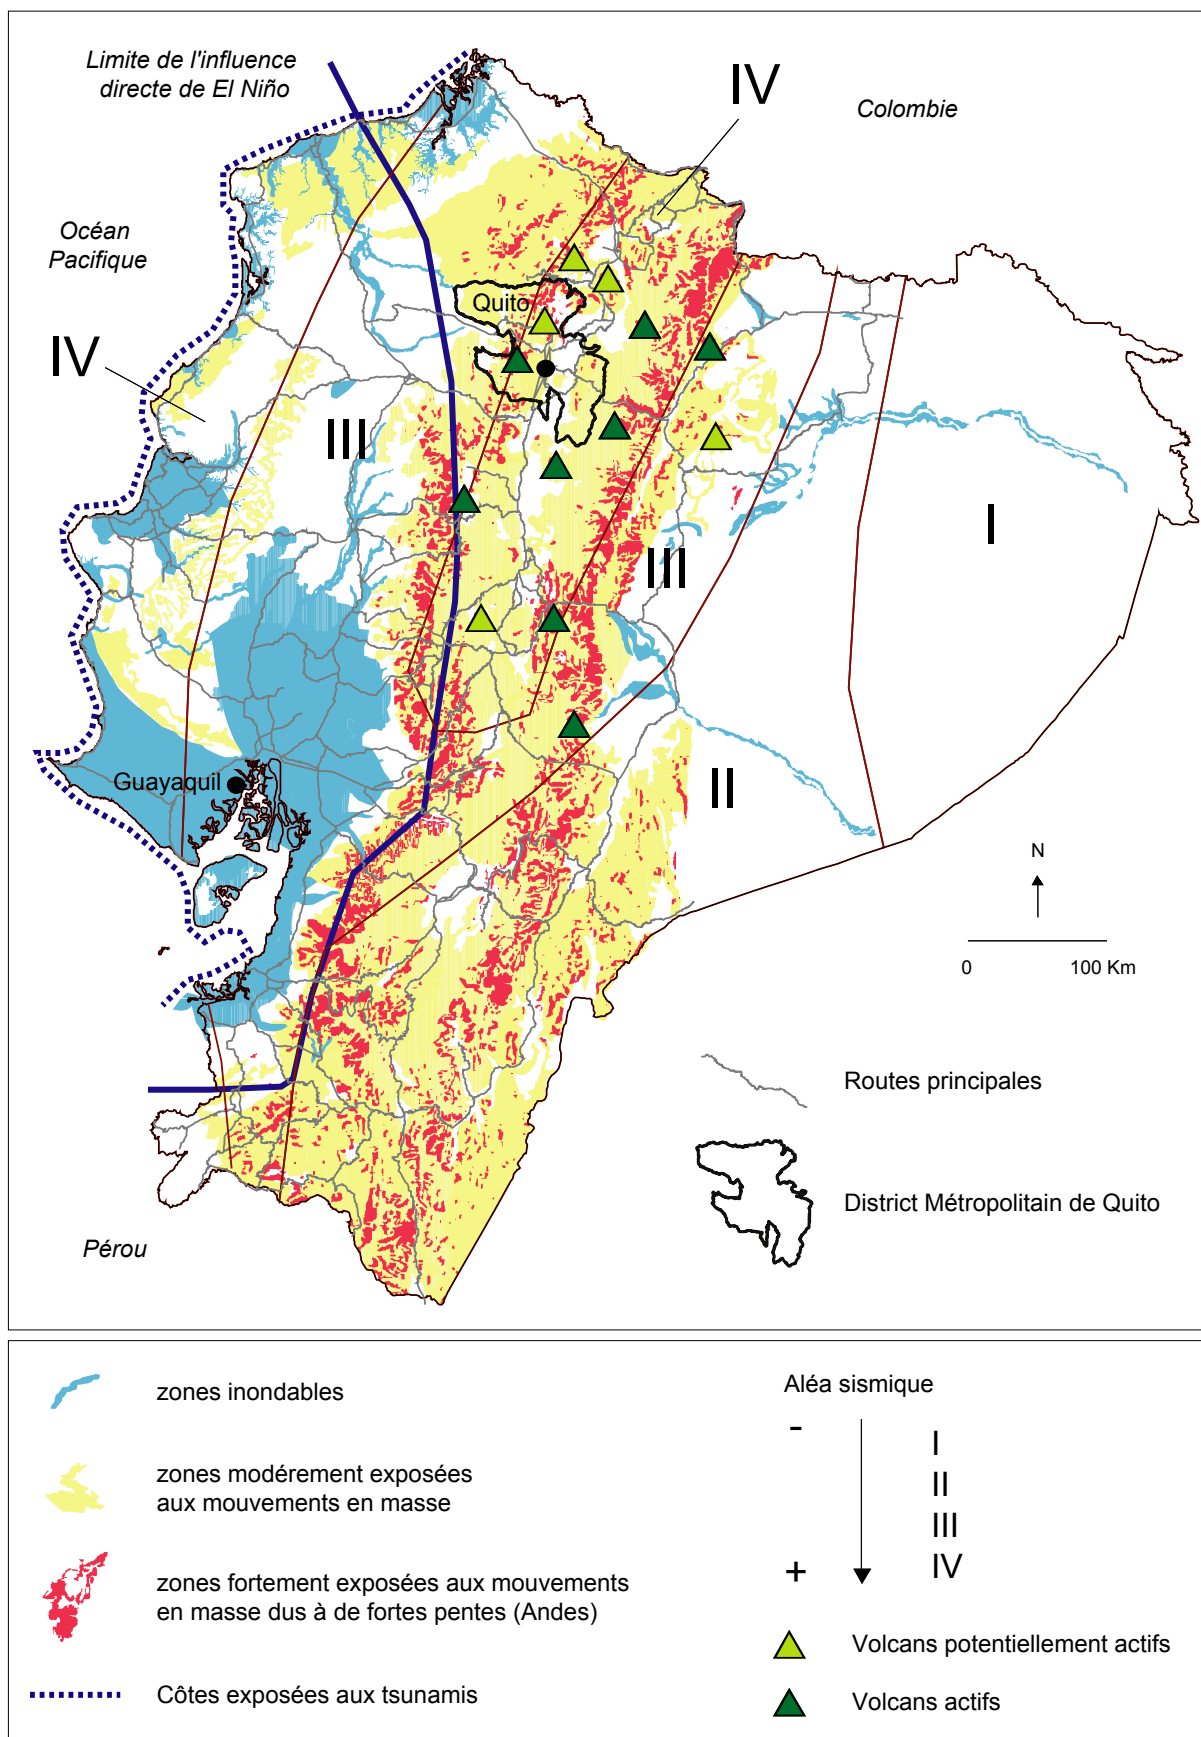 Limite de l'influence
directe de El Niño
IV
Colombie
Océan
Pacifique
Quito
IV
III
I
III
II
Guayaquil
N
0 100 Km
Routes principales
District Métropolitain de Quito
Pérou
zones inondables
zones modérement exposées
aux mouvements en masse
zones fortement exposées aux mouvements
en masse dus à de fortes pentes (Andes)
Côtes exposées aux tsunamis
Aléa sismique
-
I
II
III
+ IV
Volcans potentiellement actifs
Volcans actifs